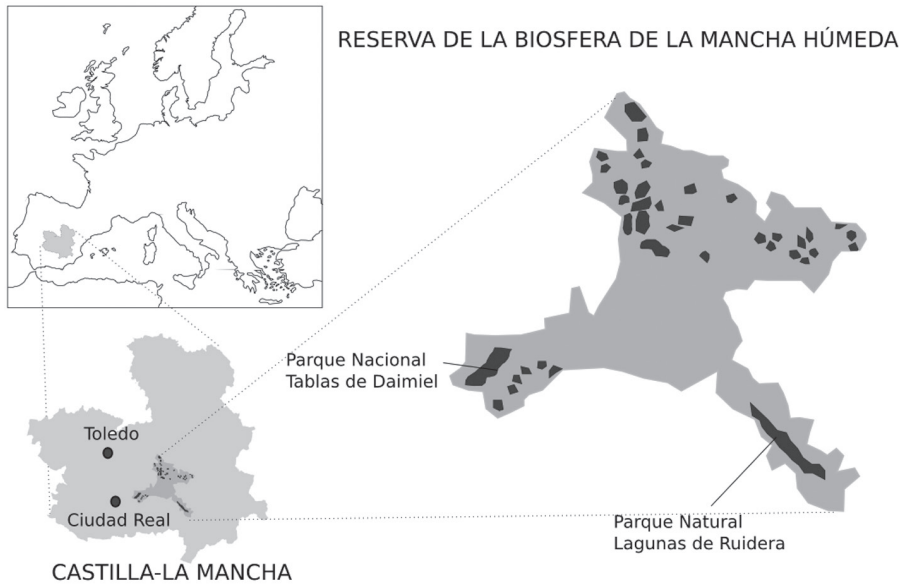 RESERVA DE LA BIOSFERA DE LA MANCHA HÚMEDA
Parque Nacional
Tablas de Daimiel
Toledo
Ciudad Real
Parque Natural
Lagunas de Ruidera
CASTILLA-LA MANCHA